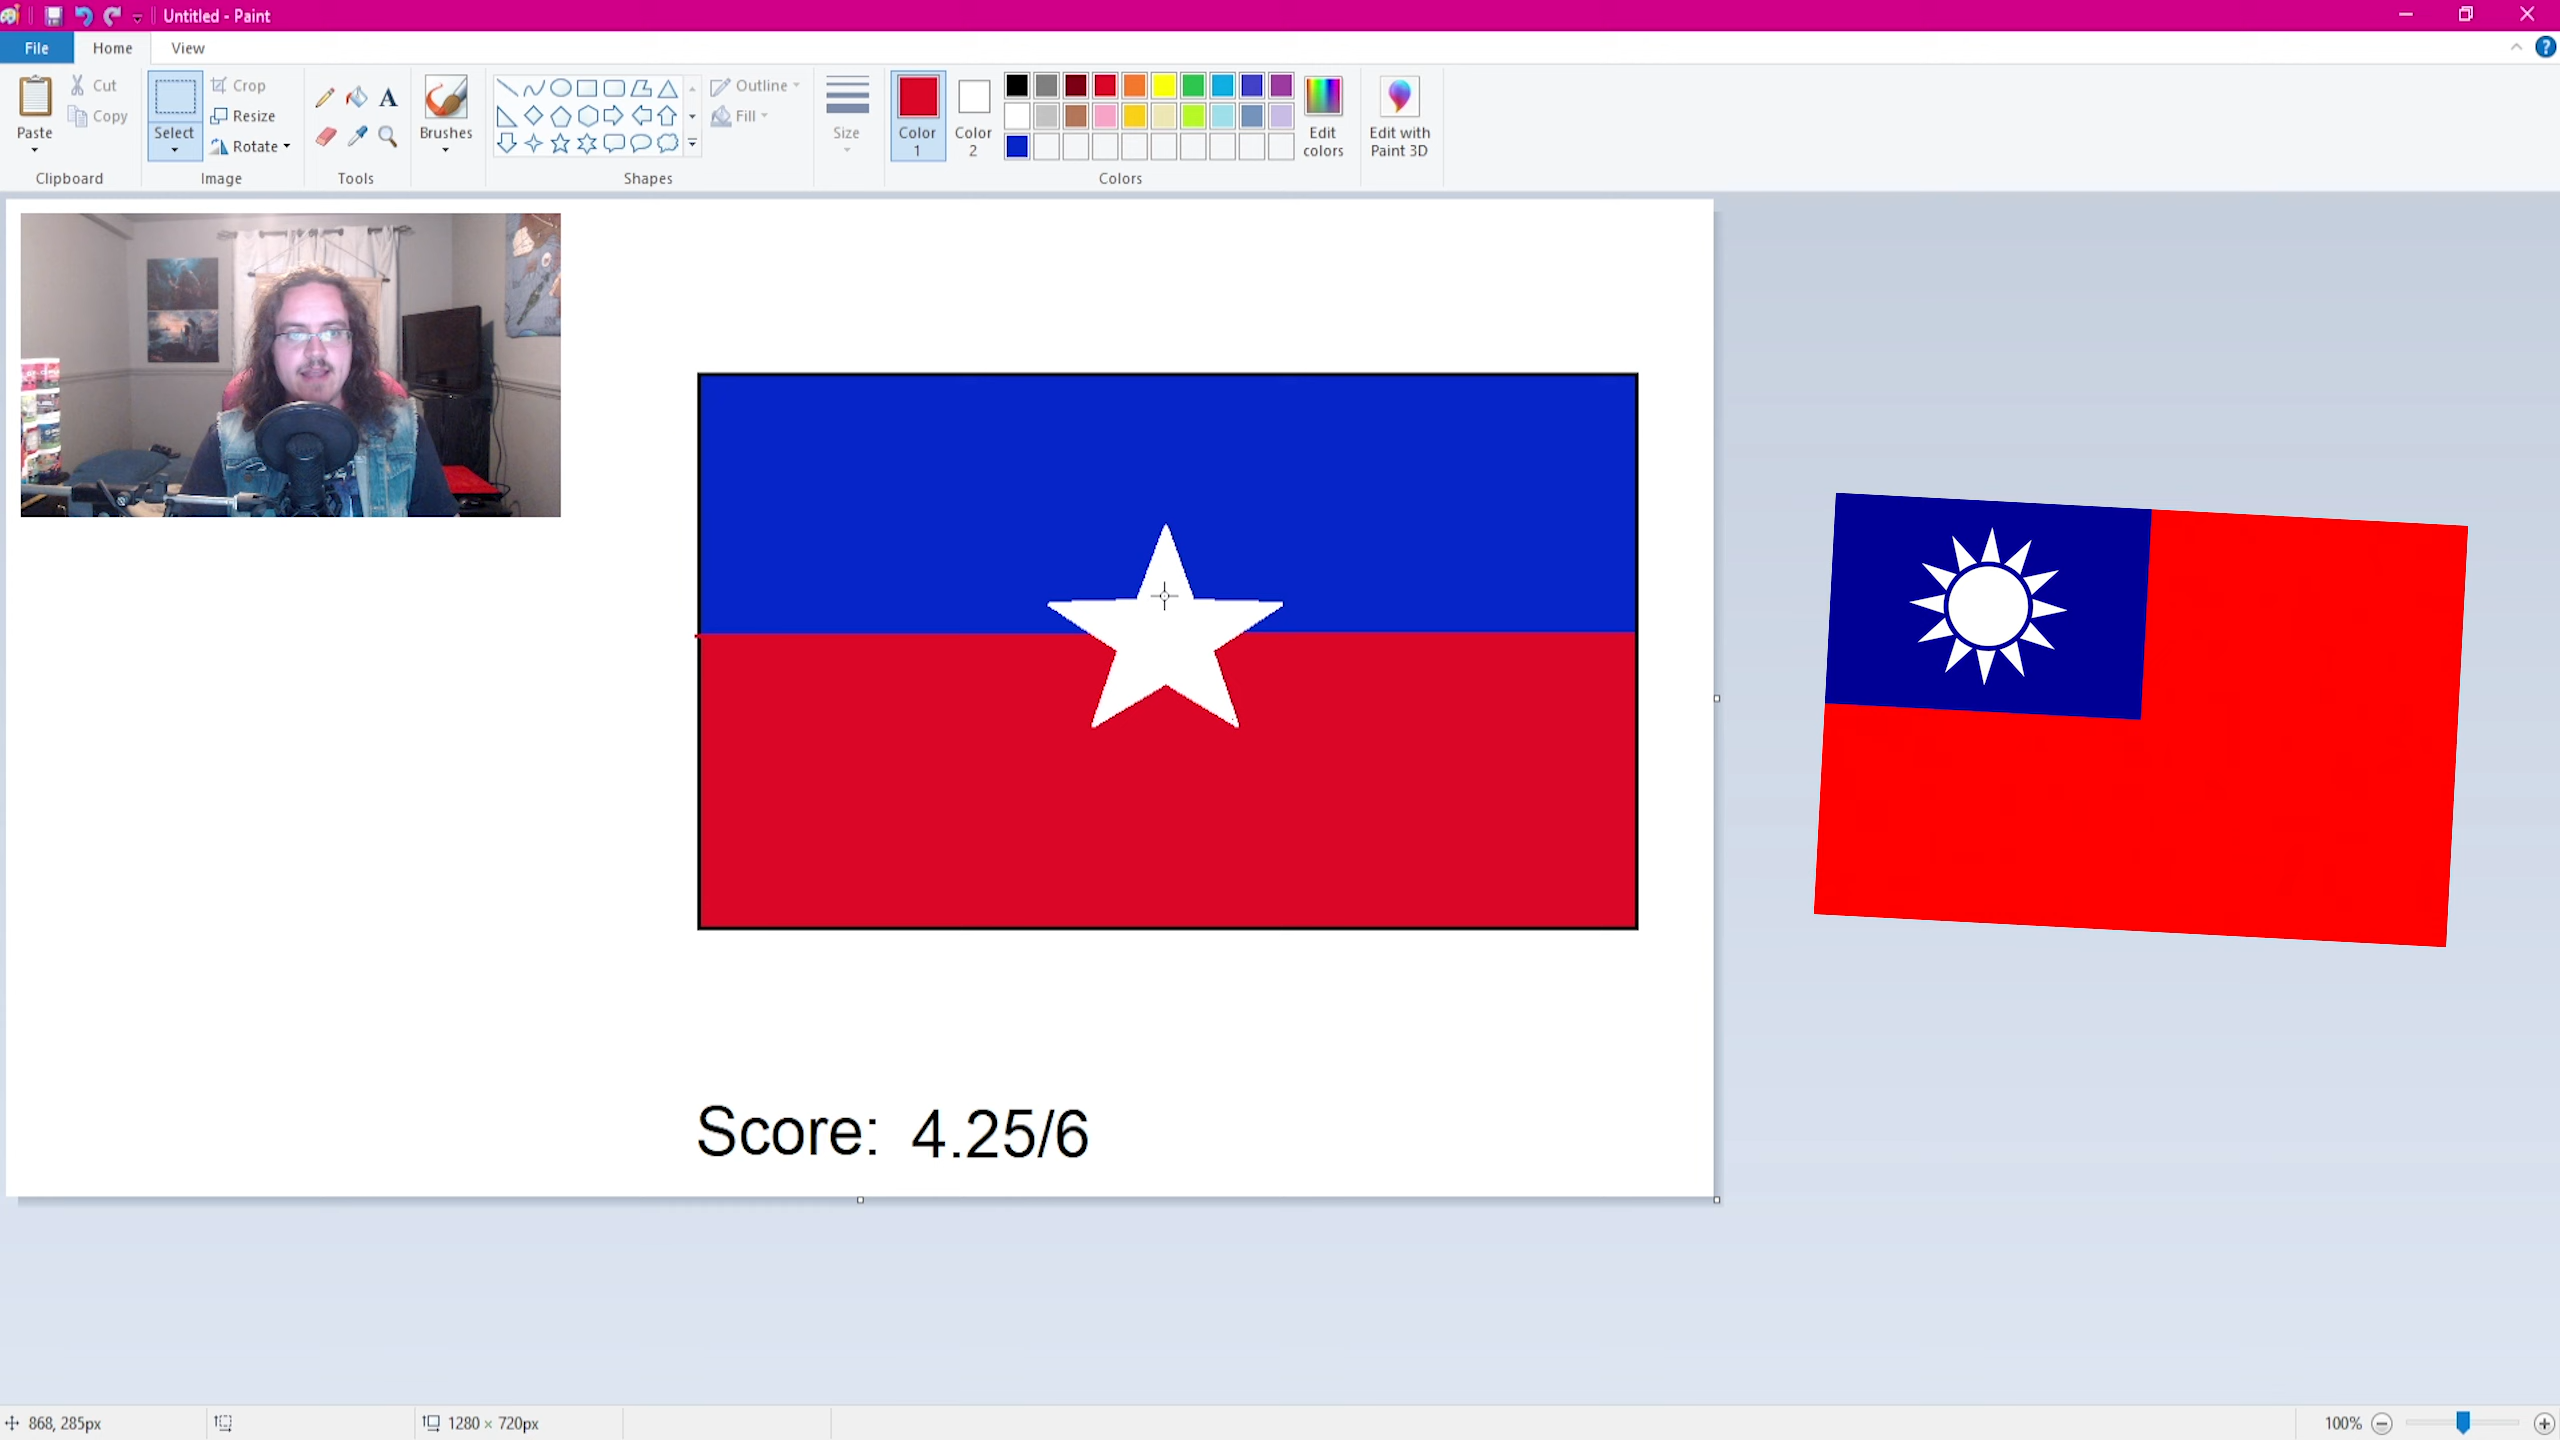 Untitled - Paint
File Home View
Paste
Cut
Copy
Clipboard
Select
Crop
Resize
Rotate
Image
A
Tools
Brushes
Shapes
Outline
Fill
Size
Color 1
Color 2
Colors
Edit colors
Edit with Paint 3D
?
Score: 4.25/6
868, 285px
1280 × 720px
100%